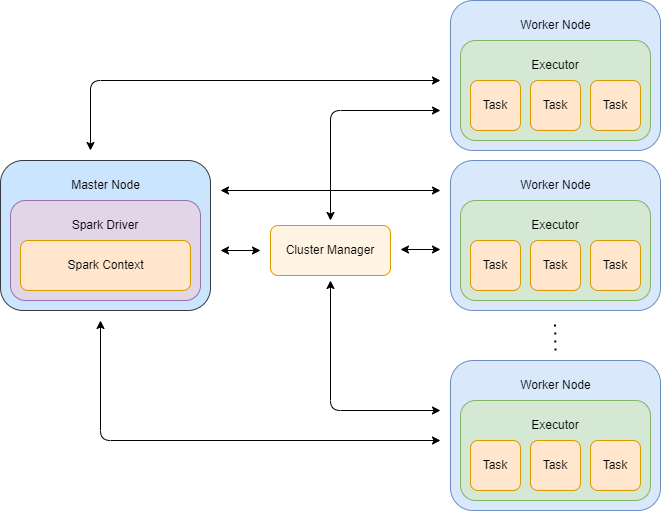 Master Node
Spark Driver
Spark Context
Cluster Manager
Worker Node
Executor
Task Task Task
Worker Node
Executor
Task Task Task
Worker Node
Executor
Task Task Task